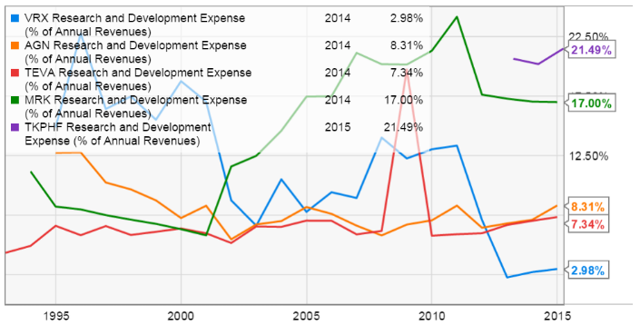 VRX Research and Development Expense 2014 2.98%
(% of Annual Revenues)
AGN Research and Development Expense 2014 8.31%
(% of Annual Revenues)
TEVA Research and Development Expense 2014 7.34%
(% of Annual Revenues)
MRK Research and Development Expense 2014 17.00%
(% of Annual Revenues)
TKPHF Research and Development 2015 21.49%
Expense (% of Annual Revenues)
22.50%
21.49%
17.00%
12.50%
8.31%
7.34%
2.98%
1995 2000 2005 2010 2015